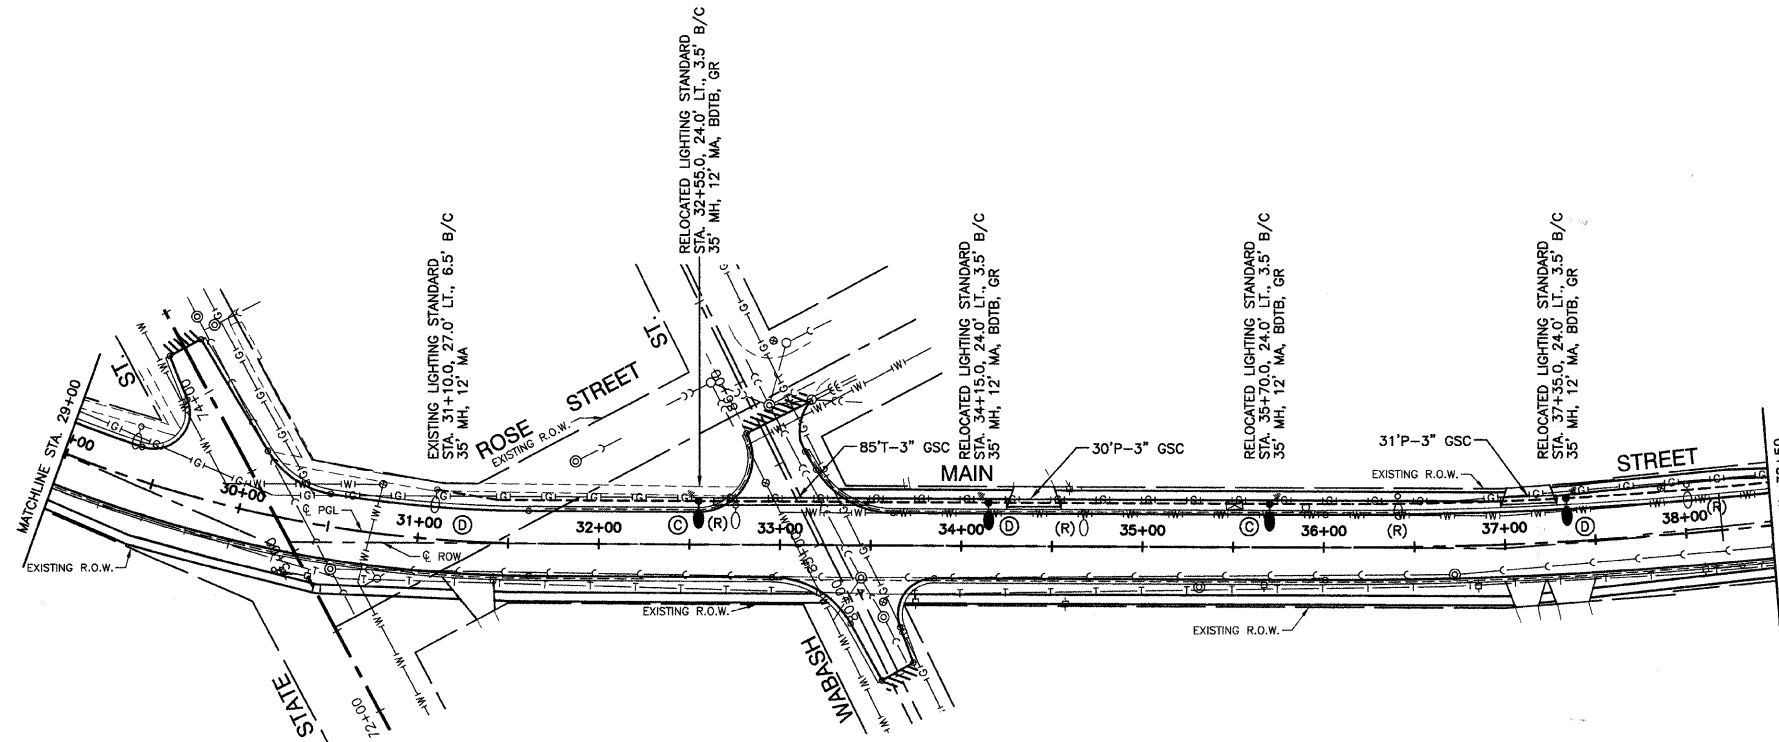 MATCHLINE STA. 29+00
+00
ST.
74+00
EXISTING LIGHTING STANDARD
STA. 31+10.0, 27.0' LT., 6.5' B/C
35' MH, 12' MA
ROSE STREET
EXISTING R.O.W.
ST.
RELOCATED LIGHTING STANDARD
STA. 32+55.0, 24.0' LT., 3.5' B/C
35' MH, 12' MA, BDTB, GR
RELOCATED LIGHTING STANDARD
STA. 34+15.0, 24.0' LT., 3.5' B/C
35' MH, 12' MA, BDTB, GR
RELOCATED LIGHTING STANDARD
STA. 35+70.0, 24.0' LT., 3.5' B/C
35' MH, 12' MA, BDTB, GR
RELOCATED LIGHTING STANDARD
STA. 37+35.0, 24.0' LT., 3.5' B/C
35' MH, 12' MA, BDTB, GR
85'T-3" GSC
MAIN
30'P-3" GSC
31'P-3" GSC
EXISTING R.O.W.
STREET
30+00
℄ PGL
31+00
D
32+00
C
(R)
33+00
34+00
D
(R)
35+00
C
36+00
(R)
37+00
D
38+00
(R)
℄ ROW
EXISTING R.O.W.
EXISTING R.O.W.
EXISTING R.O.W.
STATE
72+00
WABASH